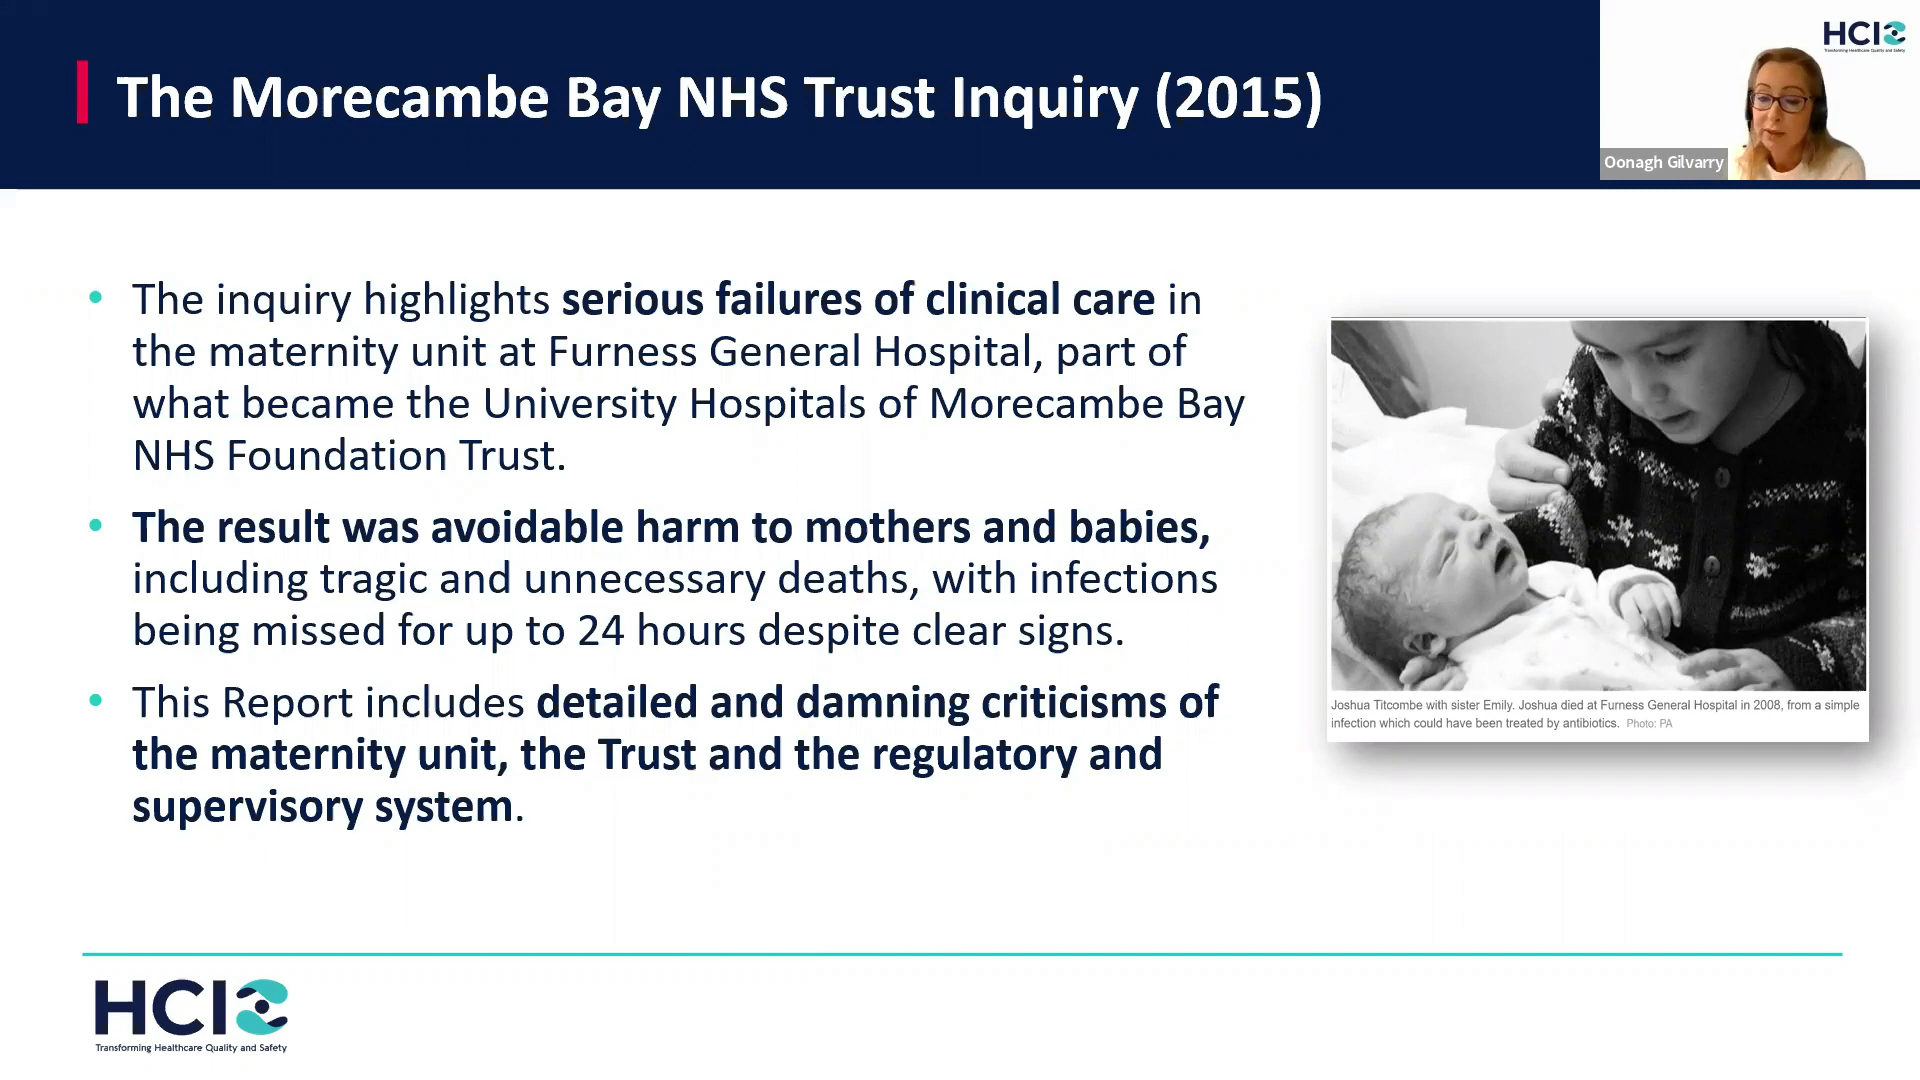 The Morecambe Bay NHS Trust Inquiry (2015)
HCI
Transforming Healthcare Quality and Safety
Oonagh Gilvarry
• The inquiry highlights serious failures of clinical care in
the maternity unit at Furness General Hospital, part of
what became the University Hospitals of Morecambe Bay
NHS Foundation Trust.
• The result was avoidable harm to mothers and babies,
including tragic and unnecessary deaths, with infections
being missed for up to 24 hours despite clear signs.
• This Report includes detailed and damning criticisms of
the maternity unit, the Trust and the regulatory and
supervisory system.
Joshua Titcombe with sister Emily. Joshua died at Furness General Hospital in 2008, from a simple
infection which could have been treated by antibiotics. Photo: PA
HCI
Transforming Healthcare Quality and Safety